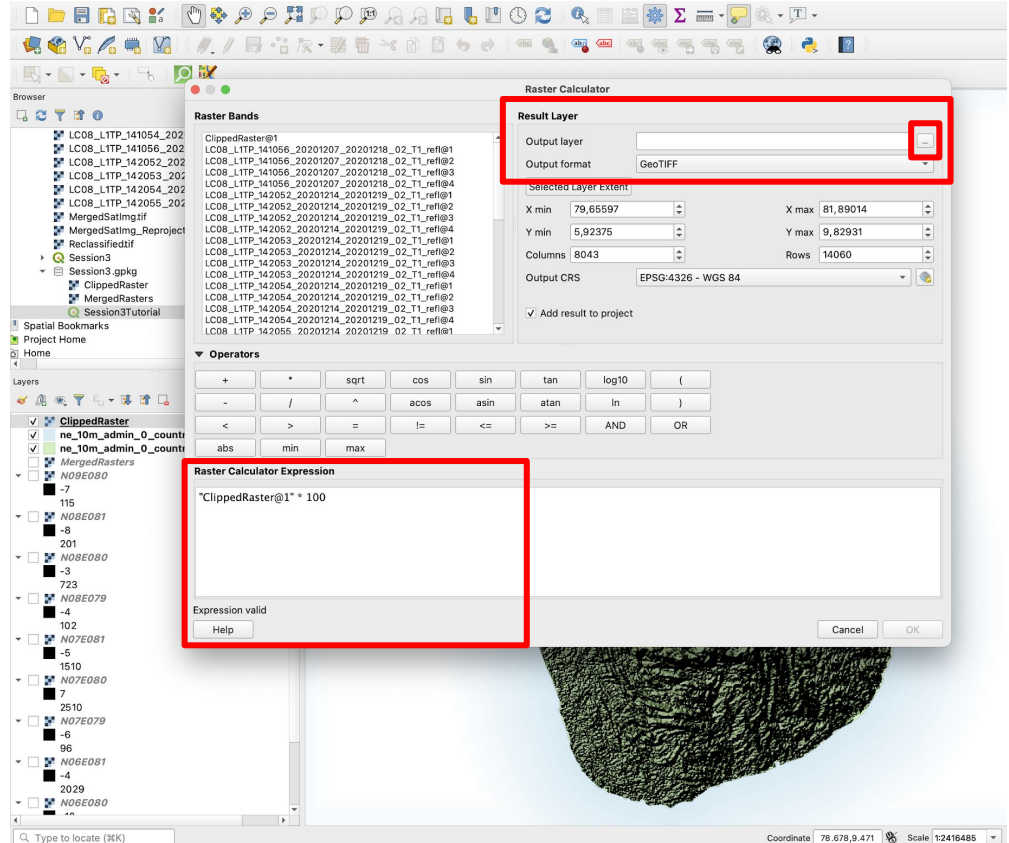 Browser
LC08_L1TP_141054_202
LC08_L1TP_141056_202
LC08_L1TP_142052_202
LC08_L1TP_142053_202
LC08_L1TP_142054_202
LC08_L1TP_142055_202
MergedSatImg.tif
MergedSatImg_Reproject
Reclassified.tif
Session3
Session3.gpkg
ClippedRaster
MergedRasters
Session3Tutorial
Spatial Bookmarks
Project Home
Home
Layers
ClippedRaster
ne_10m_admin_0_countr
ne_10m_admin_0_countr
MergedRasters
N09E080
-7
115
N08E081
-8
201
N08E080
-3
723
N08E079
-4
102
N07E081
-5
1510
N07E080
7
2510
N07E079
-6
96
N06E081
-4
2029
N06E080
Raster Calculator
Raster Bands
ClippedRaster@1
LC08_L1TP_141056_20201207_20201218_02_T1_refl@1
LC08_L1TP_141056_20201207_20201218_02_T1_refl@2
LC08_L1TP_141056_20201207_20201218_02_T1_refl@3
LC08_L1TP_141056_20201207_20201218_02_T1_refl@4
LC08_L1TP_142052_20201214_20201219_02_T1_refl@1
LC08_L1TP_142052_20201214_20201219_02_T1_refl@2
LC08_L1TP_142052_20201214_20201219_02_T1_refl@3
LC08_L1TP_142052_20201214_20201219_02_T1_refl@4
LC08_L1TP_142053_20201214_20201219_02_T1_refl@1
LC08_L1TP_142053_20201214_20201219_02_T1_refl@2
LC08_L1TP_142053_20201214_20201219_02_T1_refl@3
LC08_L1TP_142053_20201214_20201219_02_T1_refl@4
LC08_L1TP_142054_20201214_20201219_02_T1_refl@1
LC08_L1TP_142054_20201214_20201219_02_T1_refl@2
LC08_L1TP_142054_20201214_20201219_02_T1_refl@3
LC08_L1TP_142054_20201214_20201219_02_T1_refl@4
LC08_L1TP_142055_20201214_20201219_02_T1_refl@1
Result Layer
Output layer ...
Output format GeoTIFF
Selected Layer Extent
X min 79,65597 X max 81,89014
Y min 5,92375 Y max 9,82931
Columns 8043 Rows 14060
Output CRS EPSG:4326 - WGS 84
Add result to project
Operators
+ * sqrt cos sin tan log10 (
- / ^ acos asin atan ln )
< > = != <= >= AND OR
abs min max
Raster Calculator Expression
"ClippedRaster@1" * 100
Expression valid
Help Cancel OK
Type to locate (⌘K) Coordinate 78.678,9.471 Scale 1:2416485